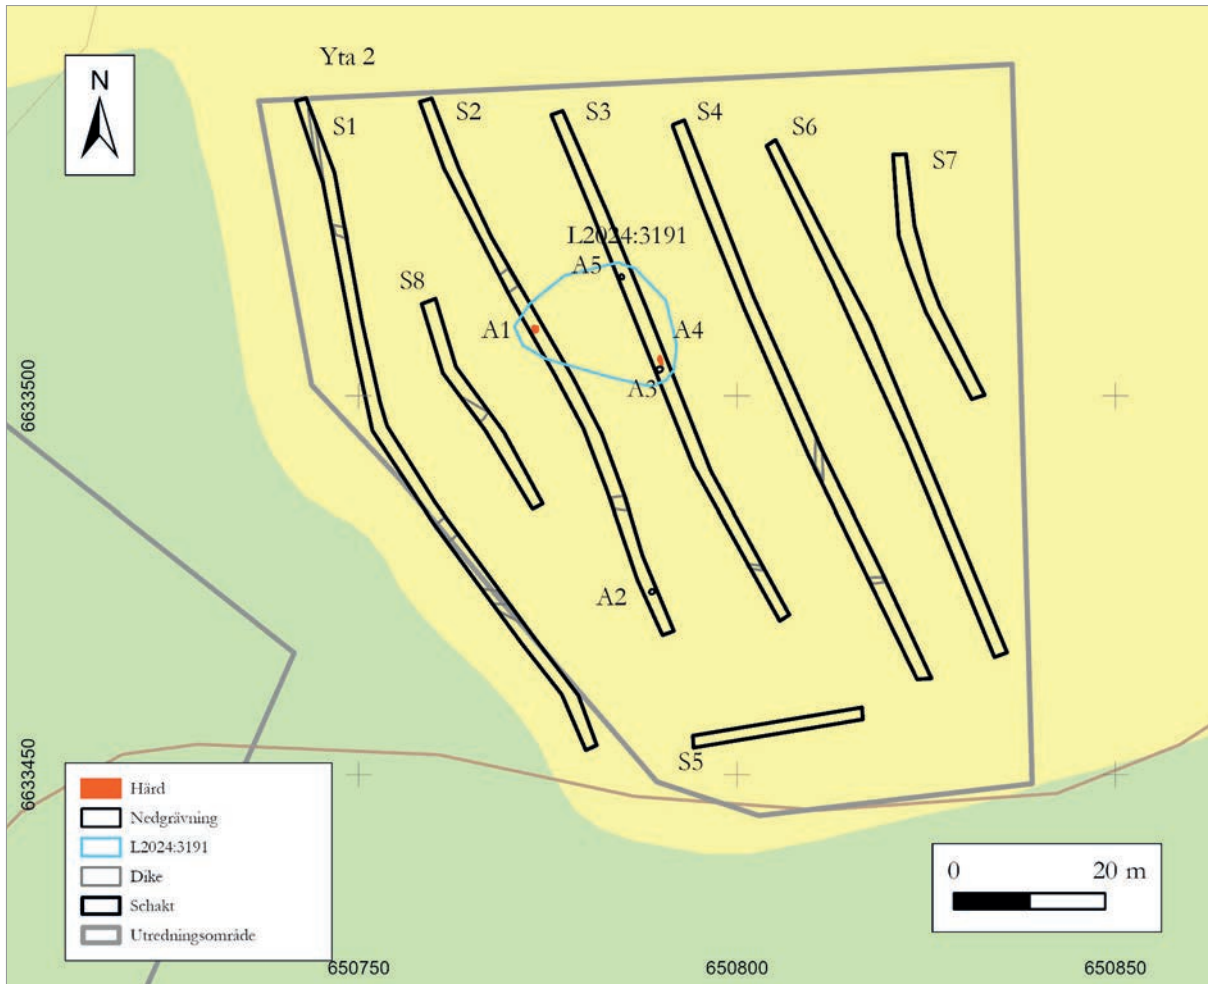 Yta 2
N
S1
S2
S3
S4
S6
S7
L2024:3191
A5
S8
A1
A4
A3
6633500
A2
S5
6633450
Härd
Nedgrävning
L2024:3191
Dike
Schakt
Utredningsområde
0 20 m
650750 650800 650850